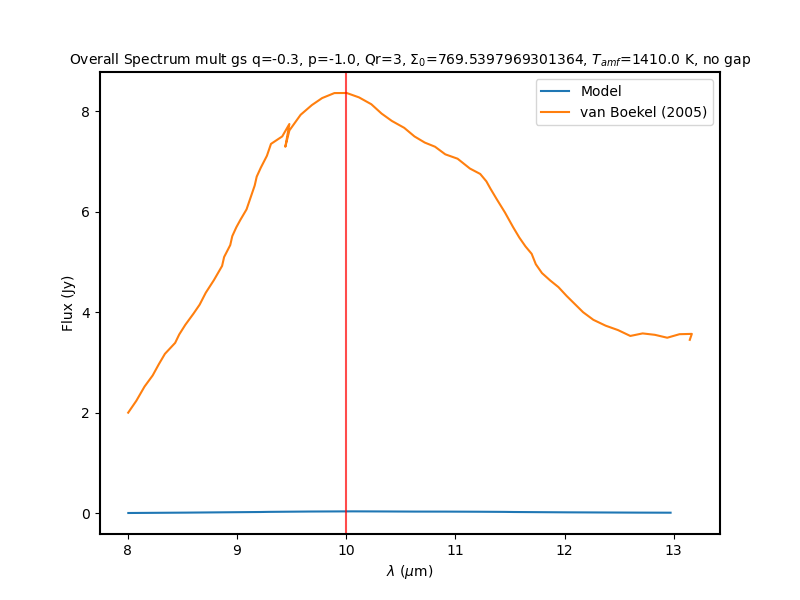 Overall Spectrum mult gs q=-0.3, p=-1.0, Qr=3, Σ₀=769.5397969301364, T_amf=1410.0 K, no gap
Model
van Boekel (2005)
Flux (Jy)
8
6
4
2
0
8 9 10 11 12 13
λ (μm)